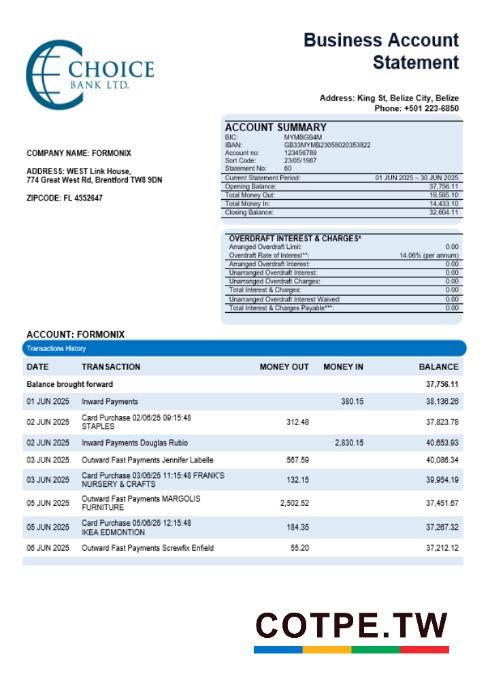 Business Account
Statement
CHOICE
BANK LTD.
Address: King St, Belize City, Belize
Phone: +501 223-6850
ACCOUNT SUMMARY
BIC: MYMBGB4M
IBAN: GB33MYMB23058020353822
Account no: 123456789
Sort Code: 23/05/1987
Statement No: 60
Current Statement Period: 01 JUN 2025 – 30 JUN 2025
Opening Balance: 37,756.11
Total Money Out: 19,585.10
Total Money In: 14,433.10
Closing Balance: 32,604.11
COMPANY NAME: FORMONIX
ADDRESS: WEST Link House,
774 Great West Rd, Brentford TW8 9DN
ZIPCODE: FL 4552647
OVERDRAFT INTEREST & CHARGES*
Arranged Overdraft Limit: 0.00
Overdraft Rate of Interest**: 14.06% (per annum)
Arranged Overdraft Interest: 0.00
Unarranged Overdraft Interest: 0.00
Unarranged Overdraft Charges: 0.00
Total Interest & Charges: 0.00
Unarranged Overdraft Interest Waived: 0.00
Total Interest & Charges Payable***: 0.00
ACCOUNT: FORMONIX
Transactions History
DATE TRANSACTION MONEY OUT MONEY IN BALANCE
Balance brought forward 37,756.11
01 JUN 2025 Inward Payments 380.15 38,136.26
02 JUN 2025 Card Purchase 02/06/25 09:15:48 312.48 37,823.78
STAPLES
02 JUN 2025 Inward Payments Douglas Rubio 2,830.15 40,653.93
03 JUN 2025 Outward Fast Payments Jennifer Labelle 567.59 40,086.34
03 JUN 2025 Card Purchase 03/06/25 11:15:48 FRANK'S 132.15 39,954.19
NURSERY & CRAFTS
05 JUN 2025 Outward Fast Payments MARGOLIS 2,502.52 37,451.67
FURNITURE
05 JUN 2025 Card Purchase 05/06/25 12:15:48 184.35 37,267.32
IKEA EDMONTION
06 JUN 2025 Outward Fast Payments Screwfix Enfield 55.20 37,212.12
COTPE.TW